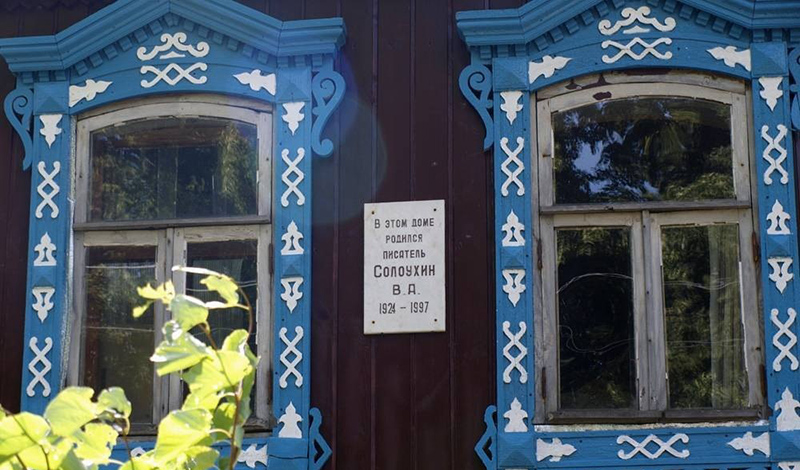 В ЭТОМ ДОМЕ
РОДИЛСЯ
ПИСАТЕЛЬ
СОЛОУХИН
В.А.
1924 – 1997